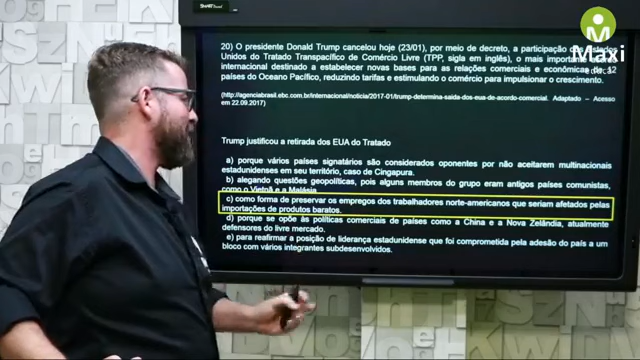 SMART
Maxi
20) O presidente Donald Trump cancelou hoje (23/01), por meio de decreto, a participação dos Estados
Unidos do Tratado Transpacífico de Comércio Livre (TPP, sigla em inglês), o mais importante
internacional destinado a estabelecer novas bases para as relações comerciais e econômicas de 12
países do Oceano Pacífico, reduzindo tarifas e estimulando o comércio para impulsionar o crescimento.
(http://agenciabrasil.ebc.com.br/internacional/noticia/2017-01/trump-determina-saida-dos-eua-de-acordo-comercial. Adaptado – Acesso
em 22.09.2017)
Trump justificou a retirada dos EUA do Tratado
a) porque vários países signatários são considerados oponentes por não aceitarem multinacionais
estadunidenses em seu território, caso de Cingapura.
b) alegando questões geopolíticas, pois alguns membros do grupo eram antigos países comunistas,
como o Vietnã e a Malásia.
c) como forma de preservar os empregos dos trabalhadores norte-americanos que seriam afetados pelas
importações de produtos baratos.
d) porque se opõe às políticas comerciais de países como a China e a Nova Zelândia, atualmente
defensores do livre mercado.
e) para reafirmar a posição de liderança estadunidense que foi comprometida pela adesão do país a um
bloco com vários integrantes subdesenvolvidos.